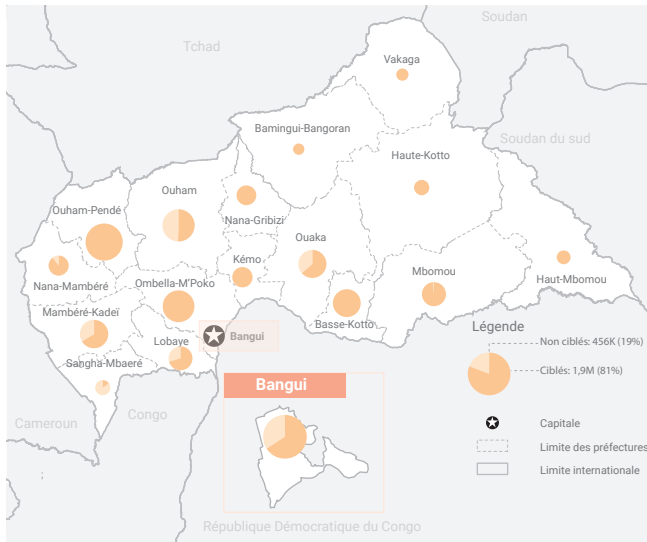 Soudan
Tchad
Vakaga
Bamingui-Bangoran
Soudan du sud
Haute-Kotto
Ouham
Ouham-Pendé
Nana-Gribizi
Ouaka
Kémo
Mbomou
Haut-Mbomou
Nana-Mambéré
Ombella-M'Poko
Mambéré-Kadeï
Basse-Kotto
Lobaye
Bangui
Sangha-Mbaeré
Légende
Non ciblés: 456K (19%)
Ciblés: 1,9M (81%)
Bangui
Cameroun
Congo
Capitale
Limite des préfectures
Limite internationale
République Démocratique du Congo